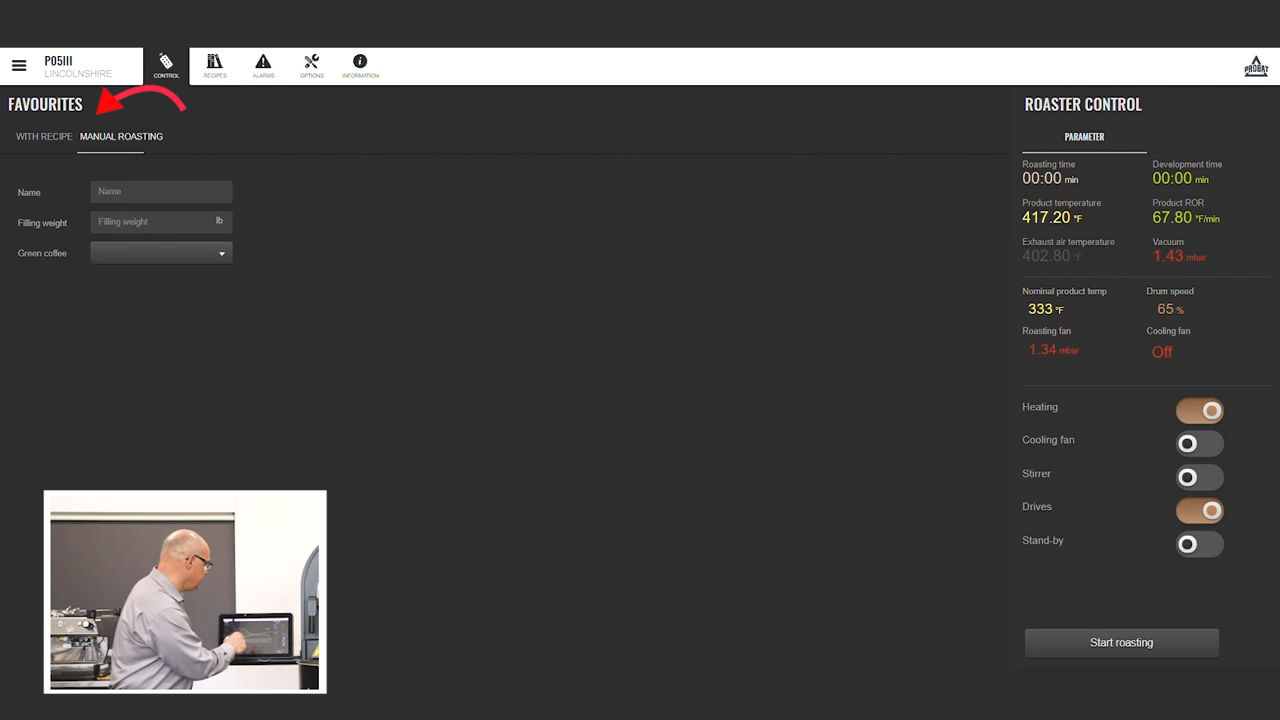 P05III
LINCOLNSHIRE
CONTROL
RECIPES
ALARMS
OPTIONS
INFORMATION
PROBAT
FAVOURITES
WITH RECIPE
MANUAL ROASTING
Name
Name
Filling weight
Filling weight lb
Green coffee
ROASTER CONTROL
PARAMETER
Roasting time
Development time
00:00 min
00:00 min
Product temperature
Product ROR
417.20 °F
67.80 °F/min
Exhaust air temperature
Vacuum
402.80 °F
1.43 mbar
Nominal product temp
Drum speed
333 °F
65 %
Roasting fan
Cooling fan
1.34 mbar
Off
Heating
Cooling fan
Stirrer
Drives
Stand-by
Start roasting